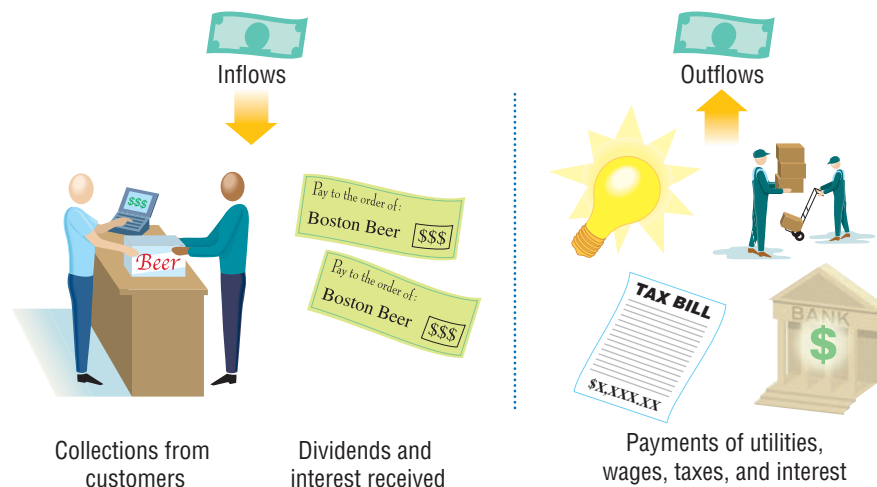 Inflows
Outflows
$$$
Beer
Pay to the order of:
Boston Beer $$$
Pay to the order of:
Boston Beer $$$
TAX BILL
$X,XXX.XX
BANK
$
Collections from
customers
Dividends and
interest received
Payments of utilities,
wages, taxes, and interest